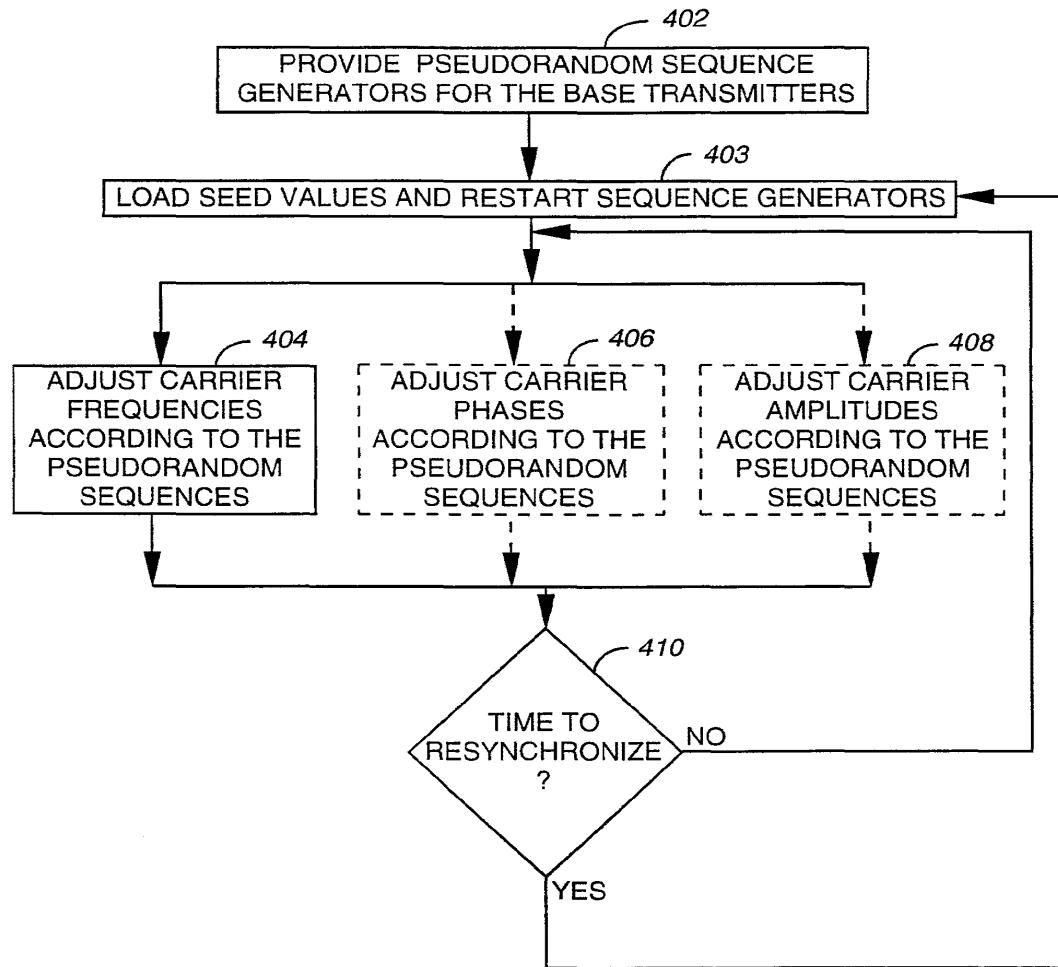 402
PROVIDE PSEUDORANDOM SEQUENCE
GENERATORS FOR THE BASE TRANSMITTERS
403
LOAD SEED VALUES AND RESTART SEQUENCE GENERATORS
404
ADJUST CARRIER
FREQUENCIES
ACCORDING TO THE
PSEUDORANDOM
SEQUENCES
406
ADJUST CARRIER
PHASES
ACCORDING TO THE
PSEUDORANDOM
SEQUENCES
408
ADJUST CARRIER
AMPLITUDES
ACCORDING TO THE
PSEUDORANDOM
SEQUENCES
410
TIME TO
RESYNCHRONIZE
?
NO
YES